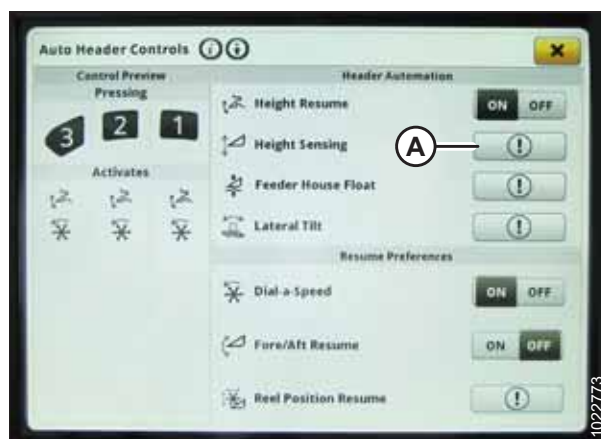 Auto Header Controls
Control Preview
Pressing
3 2 1
Activates
Header Automation
Height Resume ON OFF
Height Sensing
A
Feeder House Float
Lateral Tilt
Resume Preferences
Dial-a-Speed ON OFF
Fore/Aft Resume ON OFF
Reel Position Resume
1022773